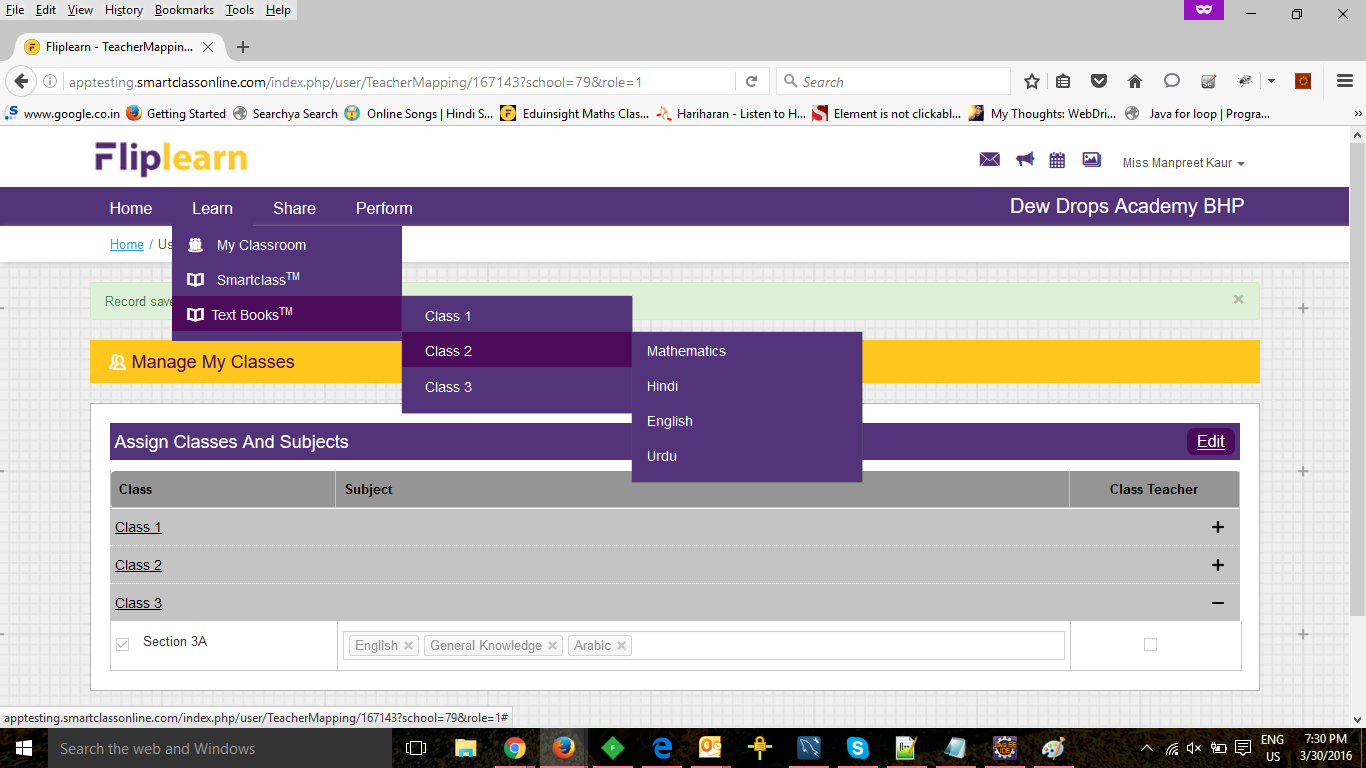 File Edit View History Bookmarks Tools Help
Fliplearn - TeacherMappin...
apptesting.smartclassonline.com/index.php/user/TeacherMapping/167143?school=79&role=1 Search
www.google.co.in Getting Started Searchya Search Online Songs | Hindi S... Eduinsight Maths Clas... Hariharan - Listen to H... Element is not clickabl... My Thoughts: WebDri... Java for loop | Progra...
Fliplearn
Miss Manpreet Kaur
Home Learn Share Perform Dew Drops Academy BHP
Home / Us
My Classroom
Smartclass™
Record save
Text Books™
Class 1
Class 2
Class 3
Mathematics
Hindi
English
Urdu
Manage My Classes
Assign Classes And Subjects Edit
Class Subject Class Teacher
Class 1
Class 2
Class 3
Section 3A English General Knowledge Arabic
apptesting.smartclassonline.com/index.php/user/TeacherMapping/167143?school=79&role=1#
Search the web and Windows
ENG
US
7:30 PM
3/30/2016